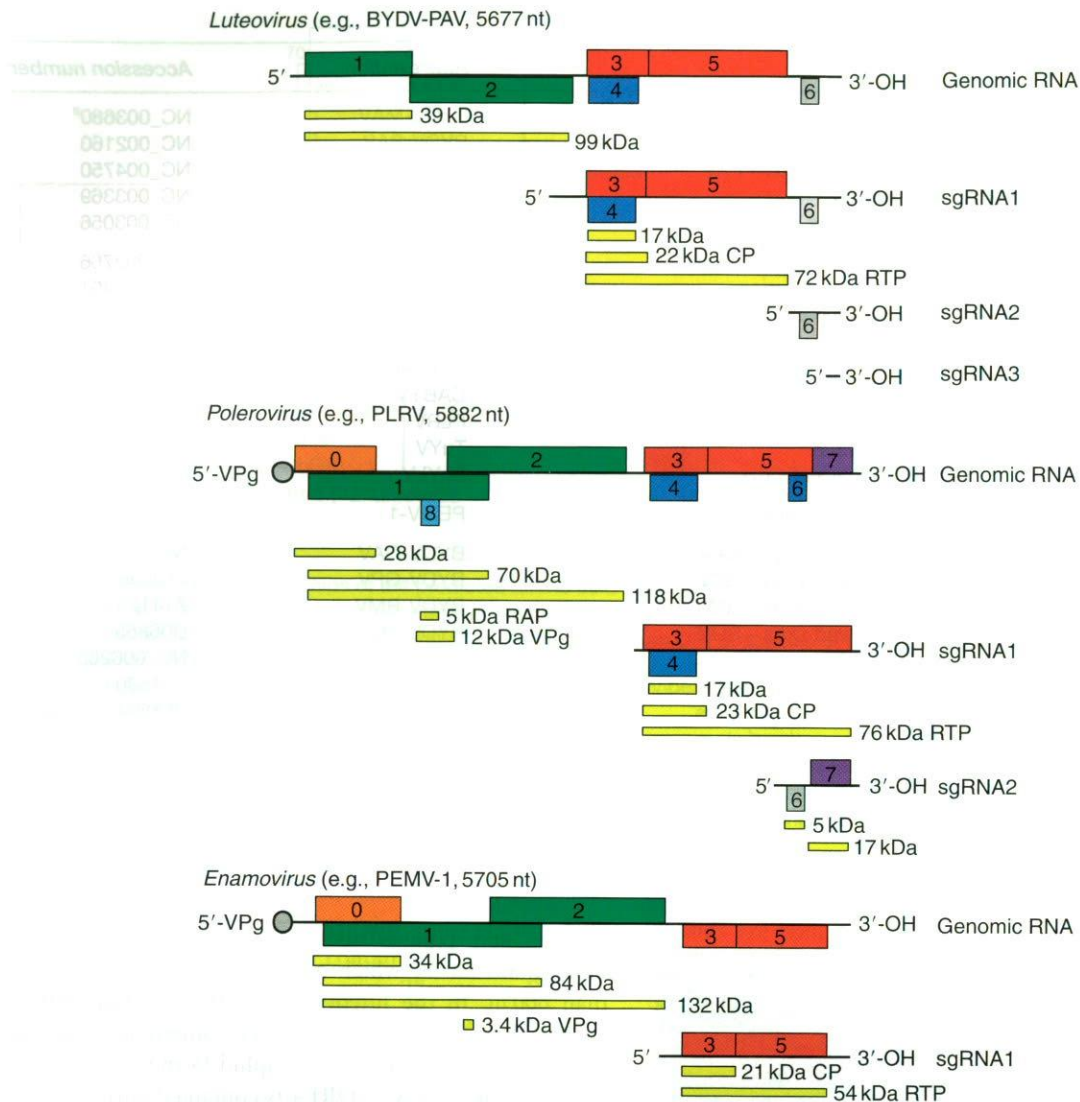 Luteovirus (e.g., BYDV-PAV, 5677 nt)
1 3 5
5′ 3′-OH Genomic RNA
2 4 6
39 kDa
99 kDa
3 5
5′ 3′-OH sgRNA1
4 6
17 kDa
22 kDa CP
72 kDa RTP
5′ 3′-OH sgRNA2
6
5′ 3′-OH sgRNA3
Polerovirus (e.g., PLRV, 5882 nt)
0 2 3 5 7
5′-VPg 3′-OH Genomic RNA
1 4 6
8
28 kDa
70 kDa
118 kDa
5 kDa RAP
12 kDa VPg
3 5
3′-OH sgRNA1
4
17 kDa
23 kDa CP
76 kDa RTP
7
5′ 3′-OH sgRNA2
6
5 kDa
17 kDa
Enamovirus (e.g., PEMV-1, 5705 nt)
0 2
5′-VPg 3′-OH Genomic RNA
1 3 5
34 kDa
84 kDa
132 kDa
3.4 kDa VPg
3 5
5′ 3′-OH sgRNA1
21 kDa CP
54 kDa RTP